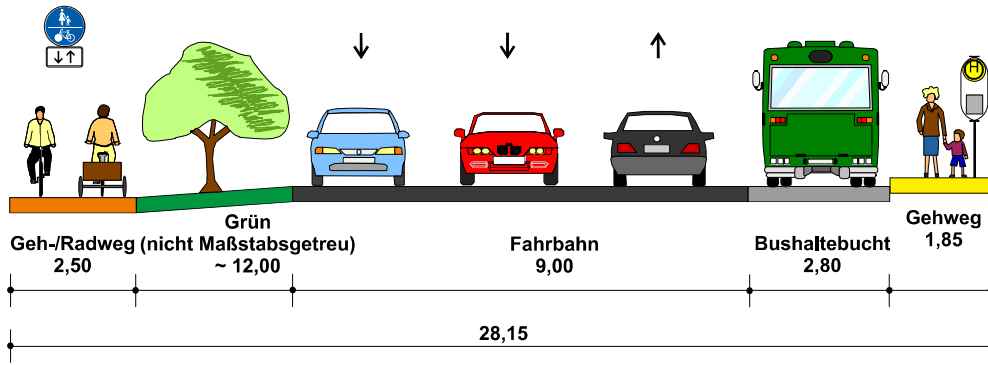 H
Geh-/Radweg
2,50
Grün
(nicht Maßstabsgetreu)
~ 12,00
Fahrbahn
9,00
Bushaltebucht
2,80
Gehweg
1,85
28,15